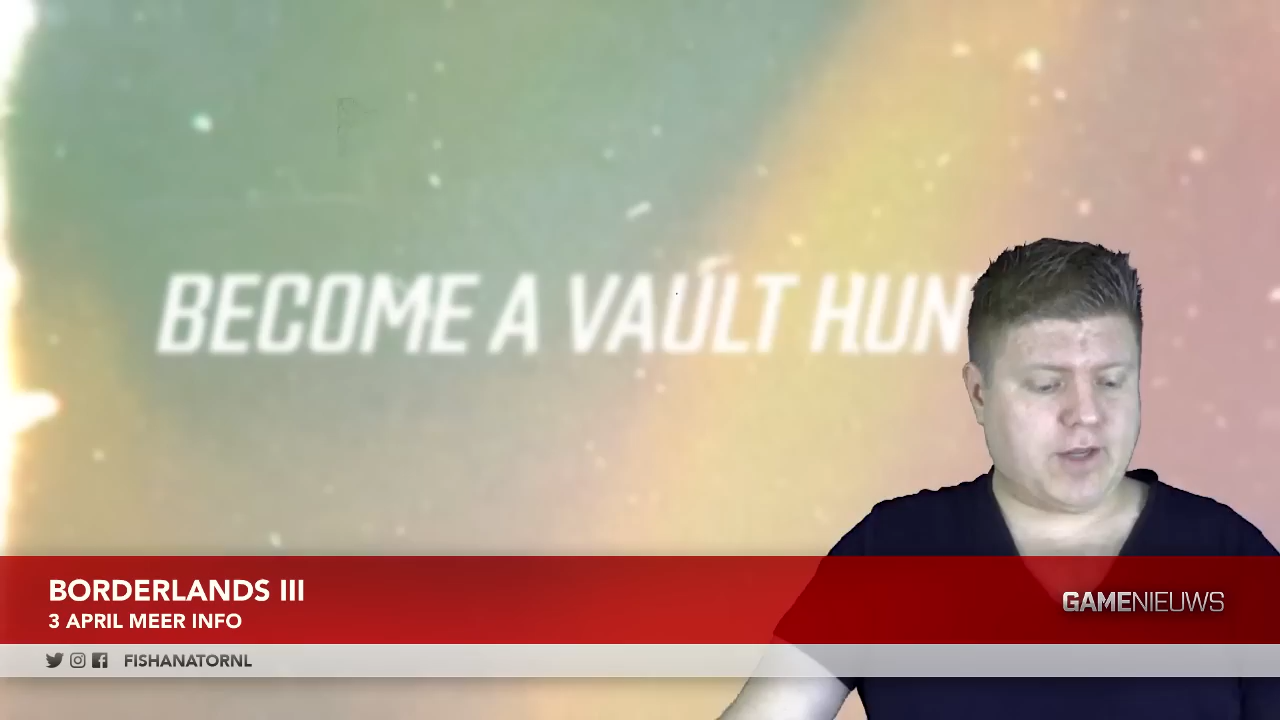 BECOME A VAULT HUN
BORDERLANDS III
3 APRIL MEER INFO
GAMENIEUWS
FISHANATORNL